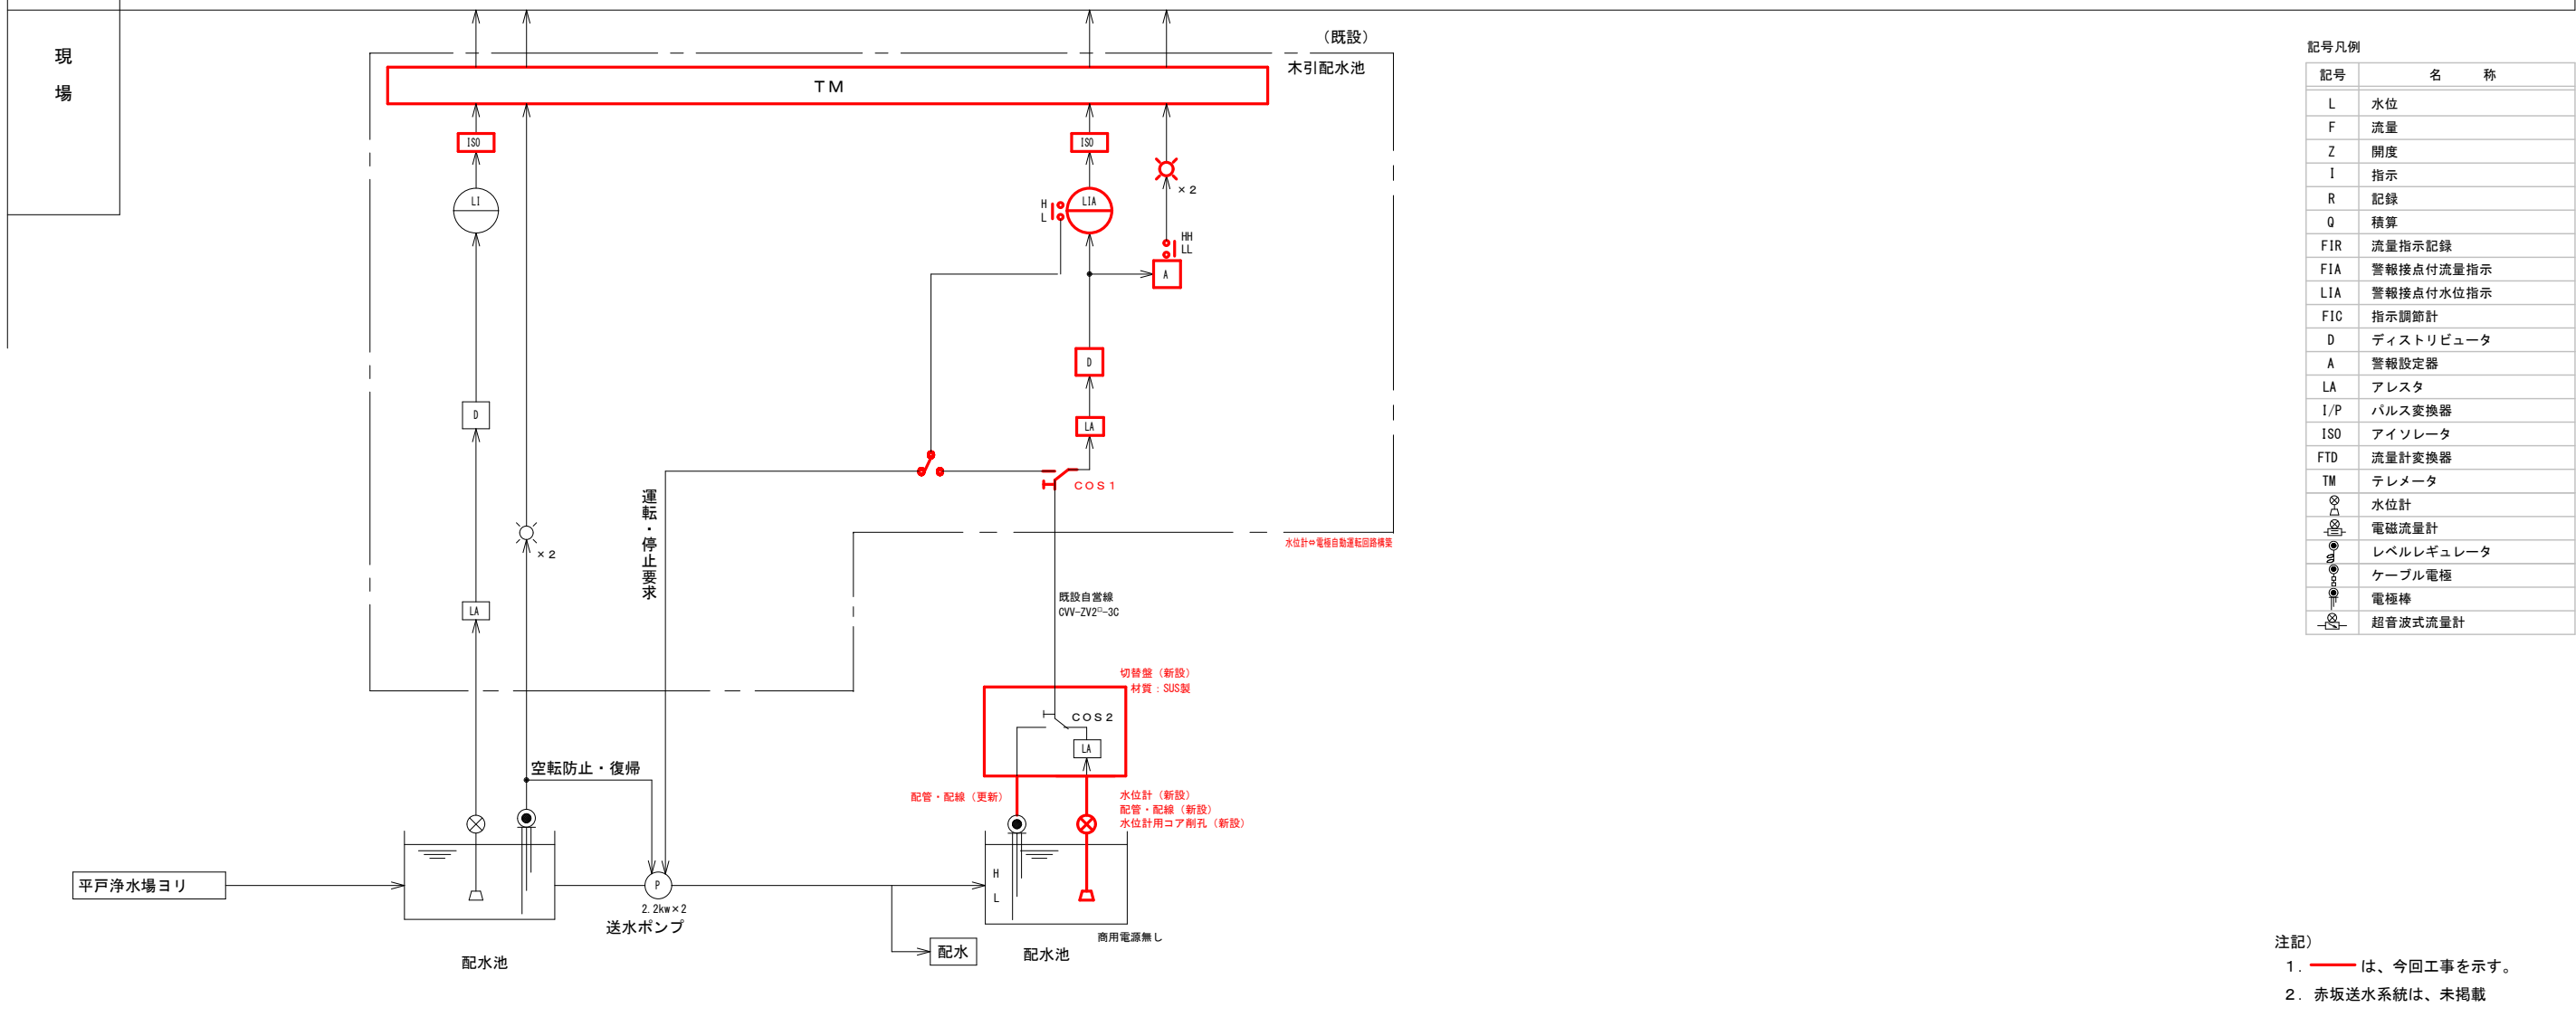 現
場
(既設)
木引配水池
TM
ISO
ISO
LI
H
L
LIA
×2
HH
LL
A
D
D
LA
LA
COS1
運転・停止要求
×2
水位計⇔電極自動運転回路構築
既設自営線
CVV-ZV2□-3C
切替盤(新設)
材質:SUS製
COS2
LA
空転防止・復帰
配管・配線(更新)
水位計(新設)
配管・配線(新設)
水位計用コア削孔(新設)
平戸浄水場ヨリ
P
2.2kw×2
送水ポンプ
H
L
配水
商用電源無し
配水池
配水池
記号凡例
記号 名 称
L 水位
F 流量
Z 開度
I 指示
R 記録
Q 積算
FIR 流量指示記録
FIA 警報接点付流量指示
LIA 警報接点付水位指示
FIC 指示調節計
D ディストリビュータ
A 警報設定器
LA アレスタ
I/P パルス変換器
ISO アイソレータ
FTD 流量計変換器
TM テレメータ
水位計
電磁流量計
レベルレギュレータ
ケーブル電極
電極棒
超音波式流量計
注記)
1. は、今回工事を示す。
2. 赤坂送水系統は、未掲載